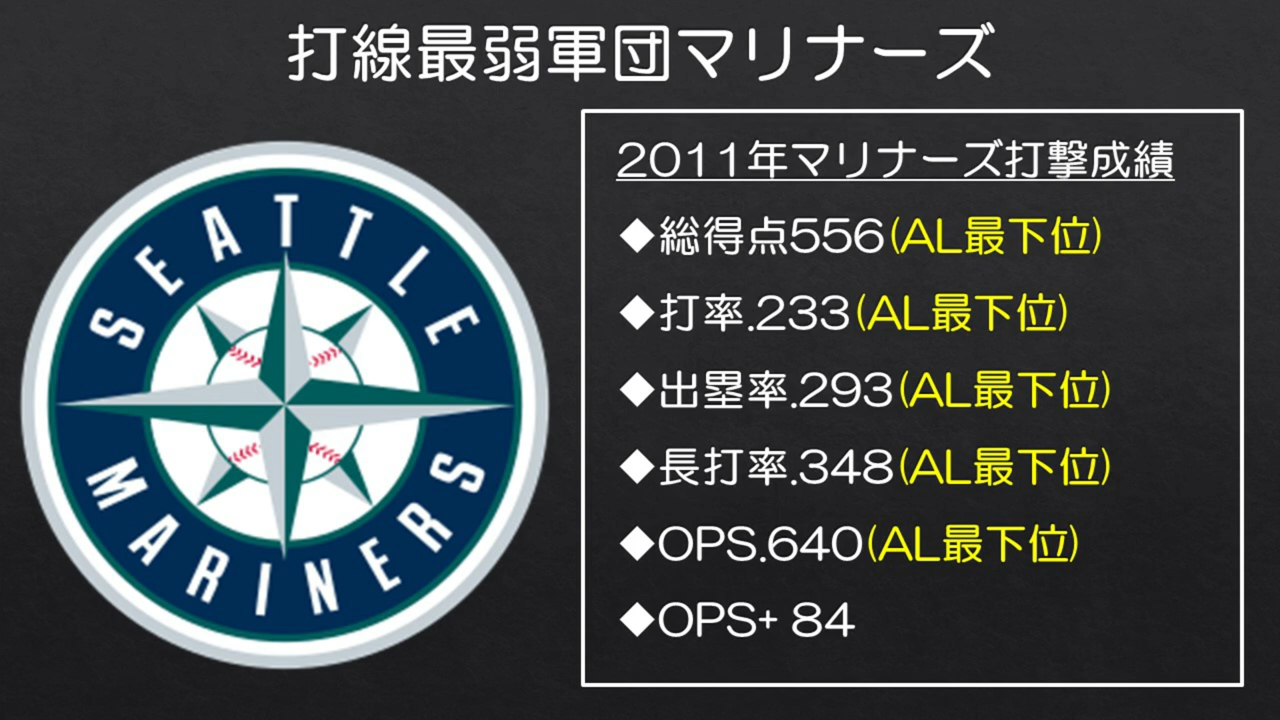 打線最弱軍団マリナーズ
SEATTLE
MARINERS
2011年マリナーズ打撃成績
◆総得点556(AL最下位)
◆打率.233(AL最下位)
◆出塁率.293(AL最下位)
◆長打率.348(AL最下位)
◆OPS.640(AL最下位)
◆OPS+ 84